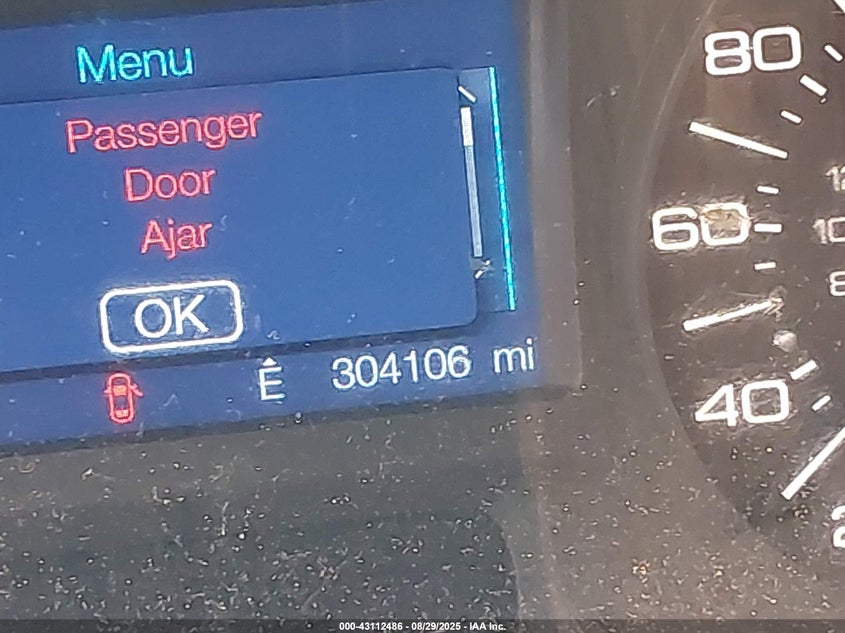 Menu
Passenger
Door
Ajar
OK
Ê 304106 mi
80
60
40
000-43112486 - 08/29/2025 - IAA Inc.